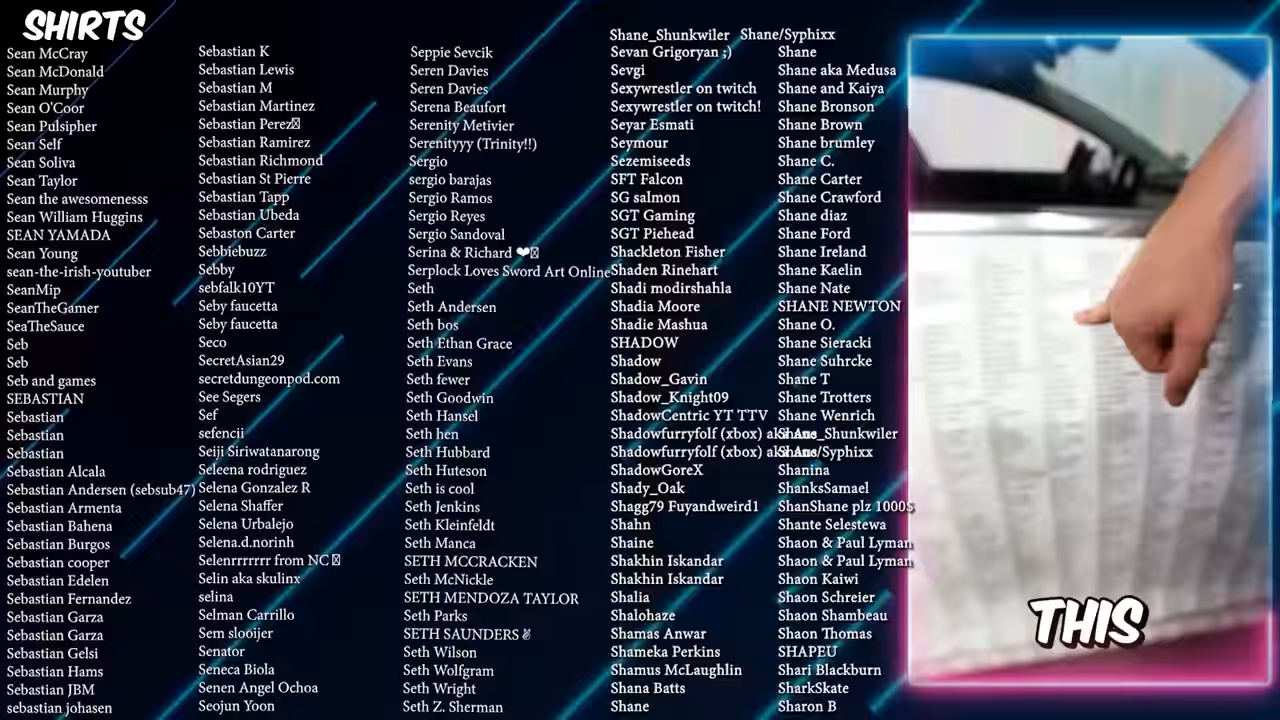 SHIRTS
Sean McCray
Sean McDonald
Sean Murphy
Sean O'Coor
Sean Pulsipher
Sean Self
Sean Soliva
Sean Taylor
Sean the awesomenesss
Sean William Huggins
SEAN YAMADA
Sean Young
sean-the-irish-youtuber
SeanMip
SeanTheGamer
SeaTheSauce
Seb
Seb
Seb and games
SEBASTIAN
Sebastian
Sebastian
Sebastian
Sebastian Alcala
Sebastian Andersen (sebsub47)
Sebastian Armenta
Sebastian Bahena
Sebastian Burgos
Sebastian cooper
Sebastian Edelen
Sebastian Fernandez
Sebastian Garza
Sebastian Garza
Sebastian Gelsi
Sebastian Hams
Sebastian JBM
sebastian johasen
Sebastian K
Sebastian Lewis
Sebastian M
Sebastian Martinez
Sebastian Perez
Sebastian Ramirez
Sebastian Richmond
Sebastian St Pierre
Sebastian Tapp
Sebastian Ubeda
Sebaston Carter
Sebbiebuzz
Sebby
sebfalk10YT
Seby faucetta
Seby faucetta
Seco
SecretAsian29
secretdungeonpod.com
See Segers
Sef
sefencii
Seiji Siriwatanarong
Seleena rodriguez
Selena Gonzalez R
Selena Shaffer
Selena Urbalejo
Selena.d.norinh
Selenrrrrrrr from NC
Selin aka skulinx
selina
Selman Carrillo
Sem slooijer
Senator
Seneca Biola
Senen Angel Ochoa
Seojun Yoon
Seppie Sevcik
Seren Davies
Seren Davies
Serena Beaufort
Serenity Metivier
Serenityyy (Trinity!!)
Sergio
sergio barajas
Sergio Ramos
Sergio Reyes
Sergio Sandoval
Serina & Richard ❤
Serplock Loves Sword Art Online
Seth
Seth Andersen
Seth bos
Seth Ethan Grace
Seth Evans
Seth fewer
Seth Goodwin
Seth Hansel
Seth hen
Seth Hubbard
Seth Huteson
Seth is cool
Seth Jenkins
Seth Kleinfeldt
Seth Manca
SETH MCCRACKEN
Seth McNickle
SETH MENDOZA TAYLOR
Seth Parks
SETH SAUNDERS✌
Seth Wilson
Seth Wolfgram
Seth Wright
Seth Z. Sherman
Shane_Shunkwiler
Sevan Grigoryan ;)
Sevgi
Sexywrestler on twitch
Sexywrestler on twitch!
Seyar Esmati
Seymour
Sezemiseeds
SFT Falcon
SG salmon
SGT Gaming
SGT Piehead
Shackleton Fisher
Shaden Rinehart
Shadi modirshahla
Shadia Moore
Shadie Mashua
SHADOW
Shadow
Shadow_Gavin
Shadow_Knight09
ShadowCentric YT TTV
Shadowfurryfolf (xbox)
Shadowfurryfolf (xbox)
ShadowGoreX
Shady_Oak
Shagg79 Fuyandweird1
Shahn
Shaine
Shakhin Iskandar
Shakhin Iskandar
Shalia
Shalohaze
Shamas Anwar
Shameka Perkins
Shamus McLaughlin
Shana Batts
Shane
Shane/Syphixx
Shane
Shane aka Medusa
Shane and Kaiya
Shane Bronson
Shane Brown
Shane brumley
Shane C.
Shane Carter
Shane Crawford
Shane diaz
Shane Ford
Shane Ireland
Shane Kaelin
Shane Nate
SHANE NEWTON
Shane O.
Shane Sieracki
Shane Suhrcke
Shane T
Shane Trotters
Shane Wenrich
Shane_Shunkwiler
Shane/Syphixx
Shanina
ShanksSamael
ShanShane plz 1000$
Shante Selestewa
Shaon & Paul Lyman
Shaon & Paul Lyman
Shaon Kaiwi
Shaon Schreier
Shaon Shambeau
Shaon Thomas
SHAPEU
Shari Blackburn
SharkSkate
Sharon B
THIS